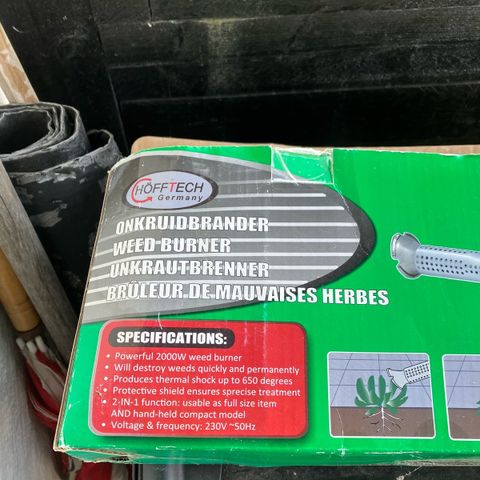 HÖFFTECH
Germany
ONKRUIDBRANDER
WEED BURNER
UNKRAUTBRENNER
BRÛLEUR DE MAUVAISES HERBES
SPECIFICATIONS:
• Powerful 2000W weed burner
• Will destroy weeds quickly and permanently
• Produces thermal shock up to 650 degrees
• Protective shield ensures sprecise treatment
• 2-IN-1 function: usable as full size item
AND hand-held compact model
• Voltage & frequency: 230V ~50Hz